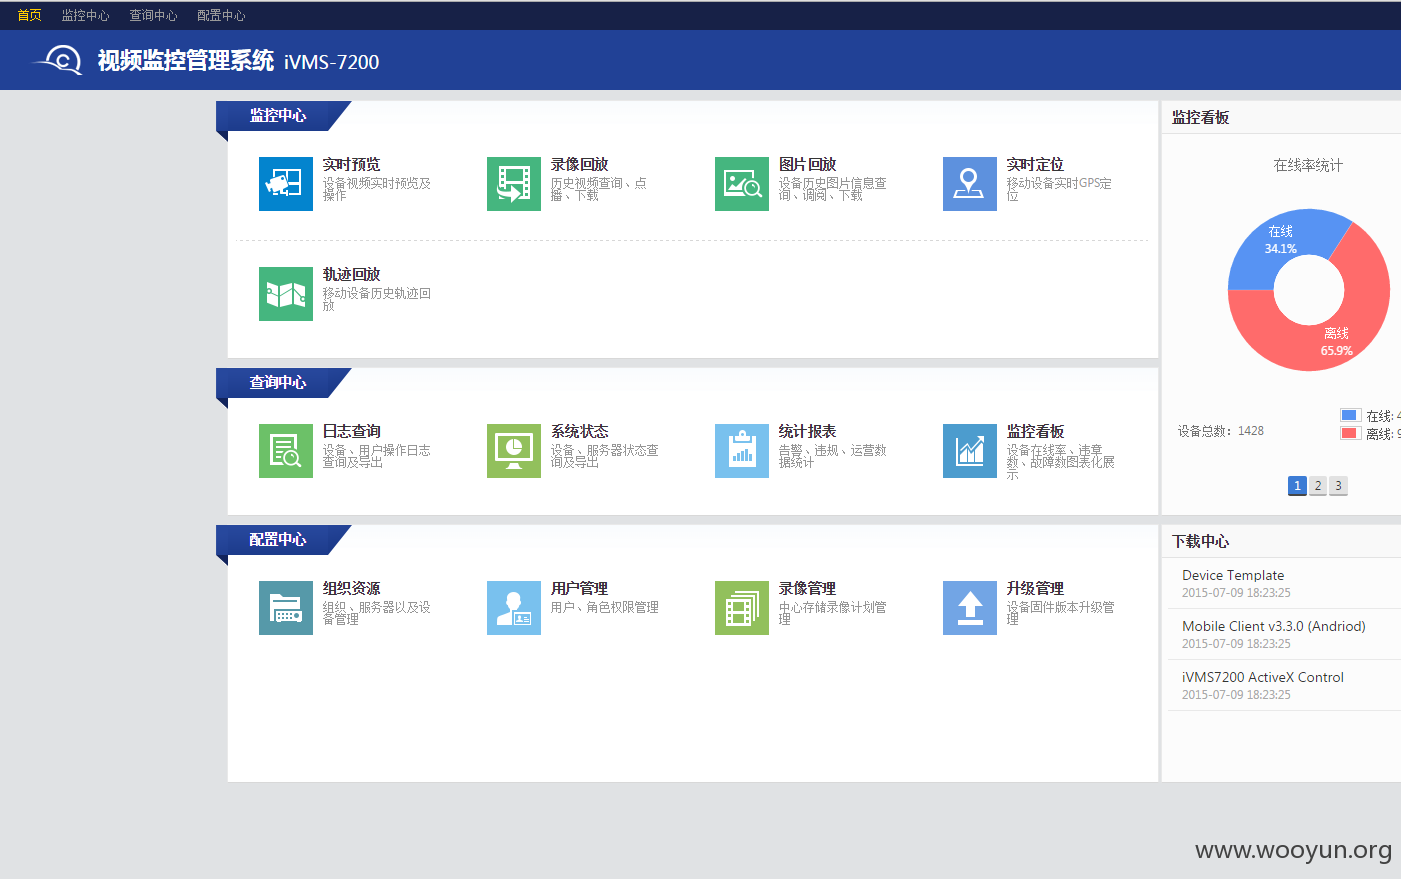 首页 监控中心 查询中心 配置中心
视频监控管理系统 iVMS-7200
监控中心
实时预览
设备视频实时预览及
操作
录像回放
历史视频查询、点
播、下载
图片回放
设备历史图片信息查
询、调阅、下载
实时定位
移动设备实时GPS定
位
轨迹回放
移动设备历史轨迹回
放
查询中心
日志查询
设备、用户操作日志
查询及导出
系统状态
设备、服务器状态查
询及导出
统计报表
告警、违规、运营数
据统计
监控看板
设备在线率、违章
数、故障数图表化展
示
配置中心
组织资源
组织、服务器以及设
备管理
用户管理
用户、角色权限管理
录像管理
中心存储录像计划管
理
升级管理
设备固件版本升级管
理
监控看板
在线率统计
在线
34.1%
离线
65.9%
设备总数：1428
在线: 4
离线: 9
1 2 3
下载中心
Device Template
2015-07-09 18:23:25
Mobile Client v3.3.0 (Andriod)
2015-07-09 18:23:25
iVMS7200 ActiveX Control
2015-07-09 18:23:25
www.wooyun.org